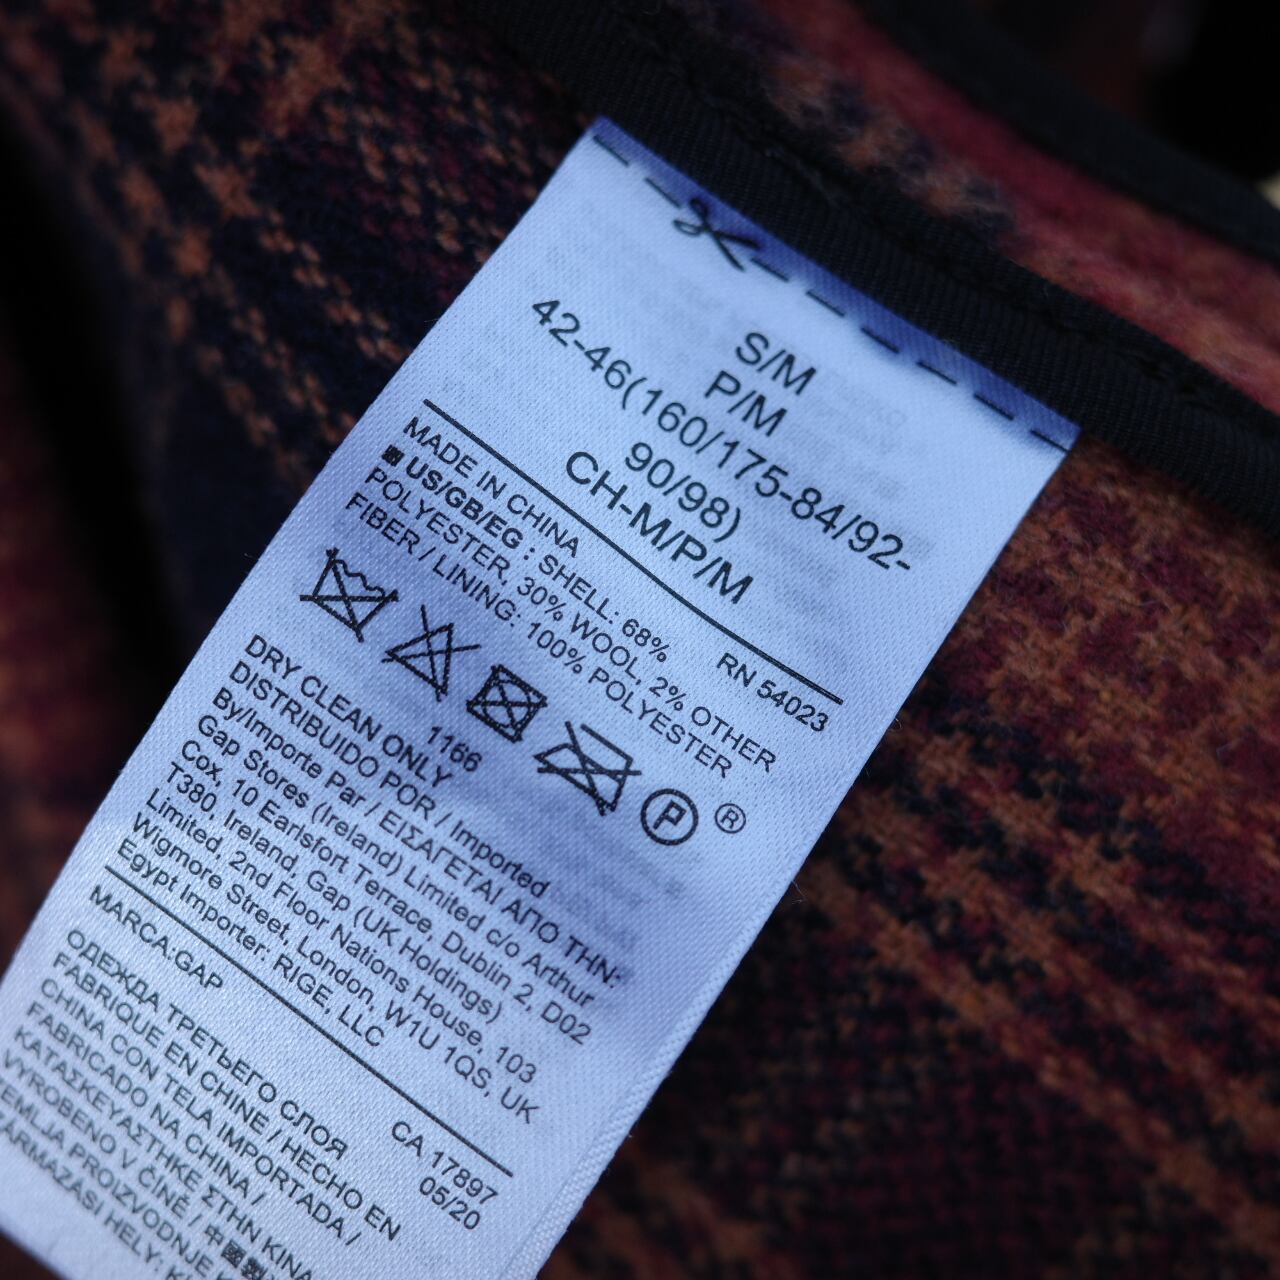 S/M
P/M
42-46(160/175-84/92-
90/98)
CH-M/P/M
MADE IN CHINA
RN 54023
US/GB/EG : SHELL: 68%
POLYESTER, 30% WOOL, 2% OTHER
FIBER / LINING: 100% POLYESTER
®
1166
DRY CLEAN ONLY
DISTRIBUIDO POR / Imported
By/Importe Par / ΕΙΣΑΓΕΤΑΙ ΑΠΟ ΤΗΝ:
Gap Stores (Ireland) Limited c/o Arthur
Cox, 10 Earlsfort Terrace, Dublin 2, D02
T380, Ireland, Gap (UK Holdings)
Limited, 2nd Floor Nations House, 103
Wigmore Street, London, W1U 1QS, UK
Egypt Importer: RIGE, LLC
MARCA:GAP
CA 17897
05/20
ОДЕЖДА ТРЕТЬЕГО СЛОЯ
FABRIQUE EN CHINE / HECHO EN
CHINA CON TELA IMPORTADA /
FABRICADO NA CHINA /
ΚΑΤΑΣΚΕΥΑΣΤΗΚΕ ΣΤΗΝ ΚΙΝΑ
VYROBENO V ČÍNĚ / 中國製
ZEMLJA PROIZVODNJE
SZÁRMAZÁSI HELY: